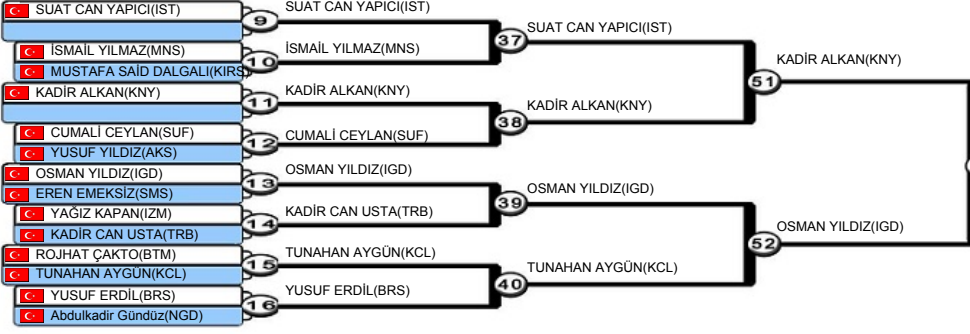 SUAT CAN YAPICI(IST)
İSMAİL YILMAZ(MNS)
MUSTAFA SAİD DALGALI(KIRS
KADİR ALKAN(KNY)
CUMALİ CEYLAN(SUF)
YUSUF YILDIZ(AKS)
OSMAN YILDIZ(IGD)
EREN EMEKSİZ(SMS)
YAĞIZ KAPAN(IZM)
KADİR CAN USTA(TRB)
ROJHAT ÇAKTO(BTM)
TUNAHAN AYGÜN(KCL)
YUSUF ERDİL(BRS)
Abdulkadir Gündüz(NGD)
9
10
11
12
13
14
15
16
SUAT CAN YAPICI(IST)
İSMAİL YILMAZ(MNS)
KADİR ALKAN(KNY)
CUMALİ CEYLAN(SUF)
OSMAN YILDIZ(IGD)
KADİR CAN USTA(TRB)
TUNAHAN AYGÜN(KCL)
YUSUF ERDİL(BRS)
37
38
39
40
SUAT CAN YAPICI(IST)
KADİR ALKAN(KNY)
OSMAN YILDIZ(IGD)
TUNAHAN AYGÜN(KCL)
51
52
KADİR ALKAN(KNY)
OSMAN YILDIZ(IGD)